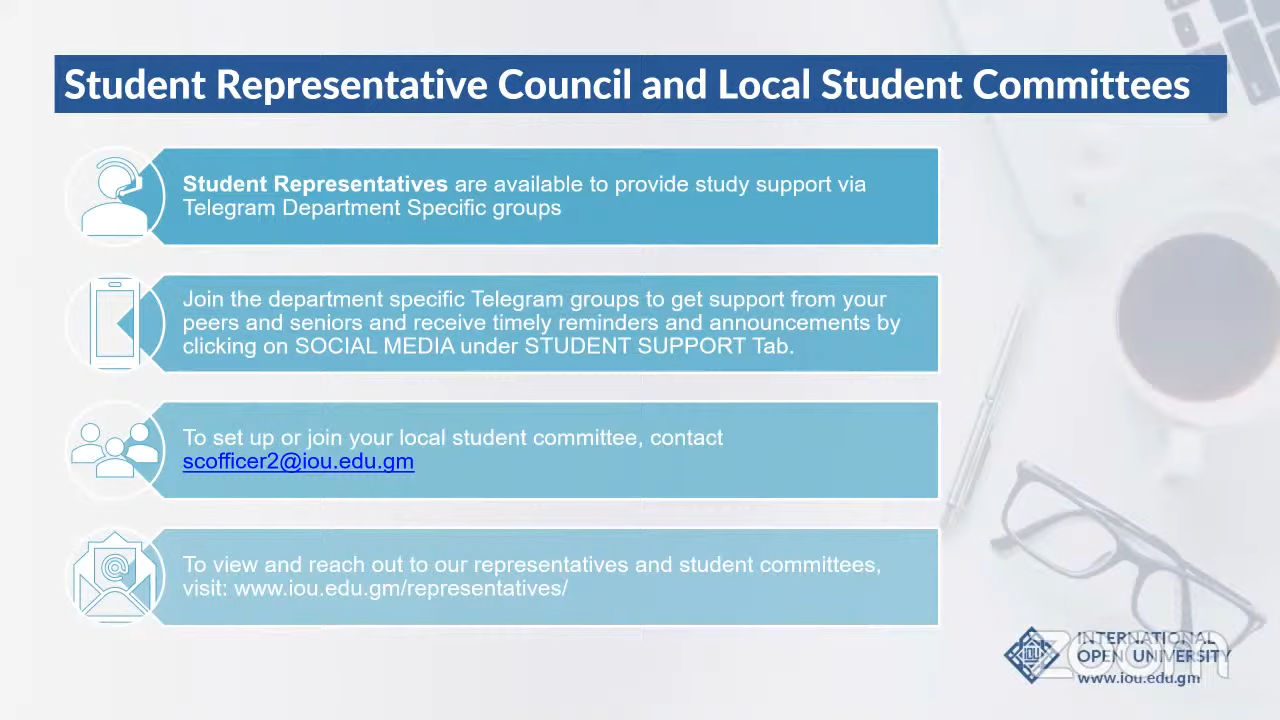 Student Representative Council and Local Student Committees
Student Representatives are available to provide study support via
Telegram Department Specific groups
Join the department specific Telegram groups to get support from your
peers and seniors and receive timely reminders and announcements by
clicking on SOCIAL MEDIA under STUDENT SUPPORT Tab.
To set up or join your local student committee, contact
scofficer2@iou.edu.gm
To view and reach out to our representatives and student committees,
visit: www.iou.edu.gm/representatives/
IOU
INTERNATIONAL
OPEN UNIVERSITY
www.iou.edu.gm
zoom